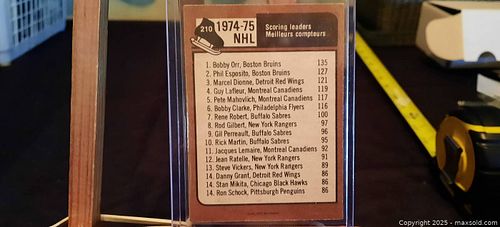 210 1974-75 NHL
Scoring leaders
Meilleurs compteurs
1. Bobby Orr, Boston Bruins 135
2. Phil Esposito, Boston Bruins 127
3. Marcel Dionne, Detroit Red Wings 121
4. Guy Lafleur, Montreal Canadiens 119
5. Pete Mahovlich, Montreal Canadiens 117
6. Bobby Clarke, Philadelphia Flyers 116
7. Rene Robert, Buffalo Sabres 100
8. Rod Gilbert, New York Rangers 97
9. Gil Perreault, Buffalo Sabres 96
10. Rick Martin, Buffalo Sabres 95
11. Jacques Lemaire, Montreal Canadiens 92
12. Jean Ratelle, New York Rangers 91
13. Steve Vickers, New York Rangers 89
14. Danny Grant, Detroit Red Wings 86
14. Stan Mikita, Chicago Black Hawks 86
14. Ron Schock, Pittsburgh Penguins 86
Copyright 2025 - maxsold.com